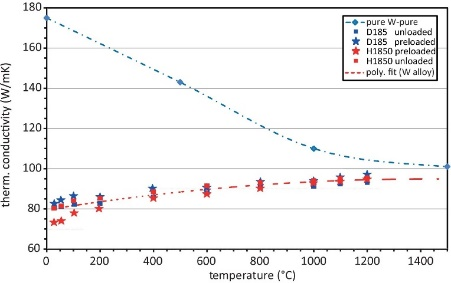 180
160
140
120
100
80
60
therm. conductivity (W/mK)
pure W-pure
D185 unloaded
D185 preloaded
H1850 preloaded
H1850 unloaded
poly. fit (W alloy)
0 200 400 600 800 1000 1200 1400
temperature (°C)